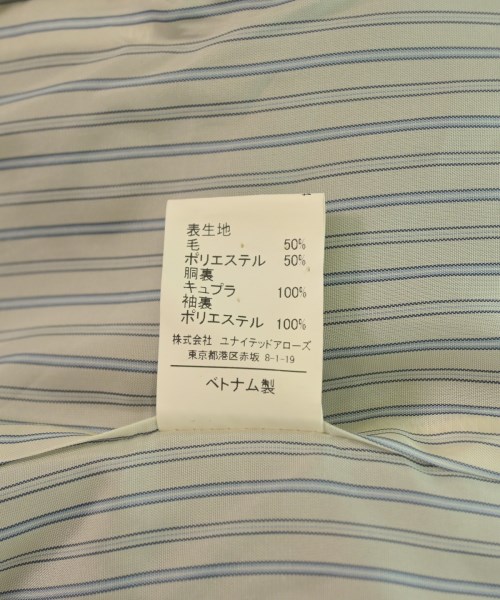 表生地
毛 50%
ポリエステル 50%
胴裏
キュプラ 100%
袖裏
ポリエステル 100%
株式会社 ユナイテッドアローズ
東京都港区赤坂 8-1-19
ベトナム製